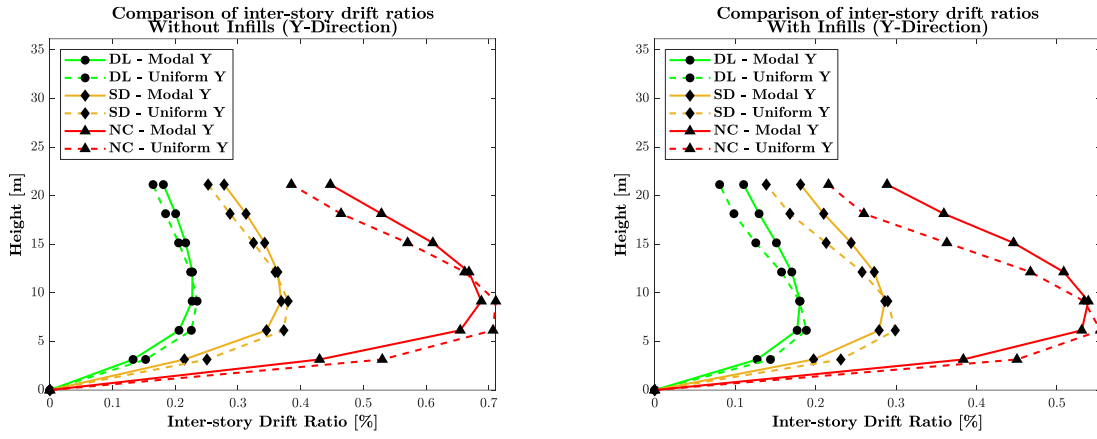 Comparison of inter-story drift ratios
Without Infills (Y-Direction)
35
30
25
20
15
10
5
0
Height [m]
DL - Modal Y
DL - Uniform Y
SD - Modal Y
SD - Uniform Y
NC - Modal Y
NC - Uniform Y
0
0.1
0.2
0.3
0.4
0.5
0.6
0.7
Inter-story Drift Ratio [%]
Comparison of inter-story drift ratios
With Infills (Y-Direction)
35
30
25
20
15
10
5
0
Height [m]
DL - Modal Y
DL - Uniform Y
SD - Modal Y
SD - Uniform Y
NC - Modal Y
NC - Uniform Y
0
0.1
0.2
0.3
0.4
0.5
Inter-story Drift Ratio [%]